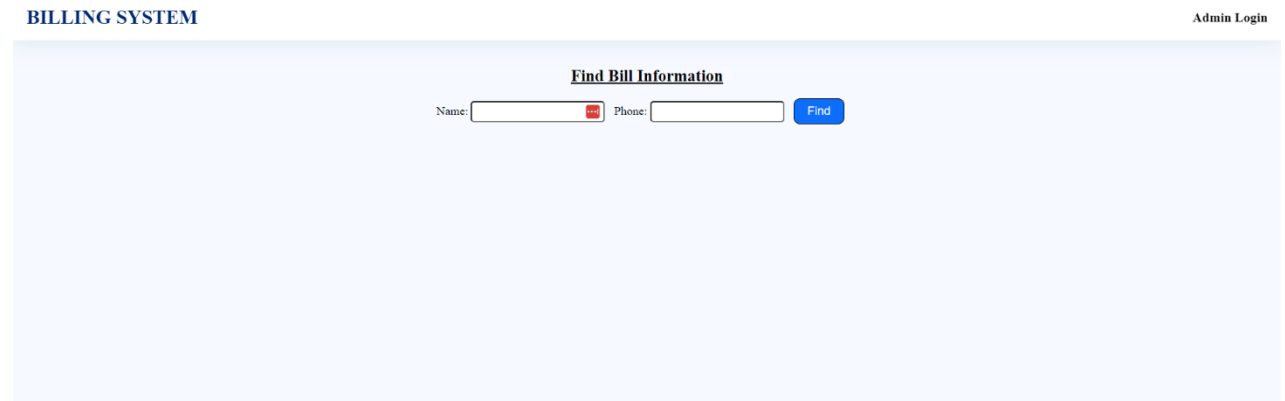 BILLING SYSTEM
Admin Login
Find Bill Information
Name:
Phone:
Find